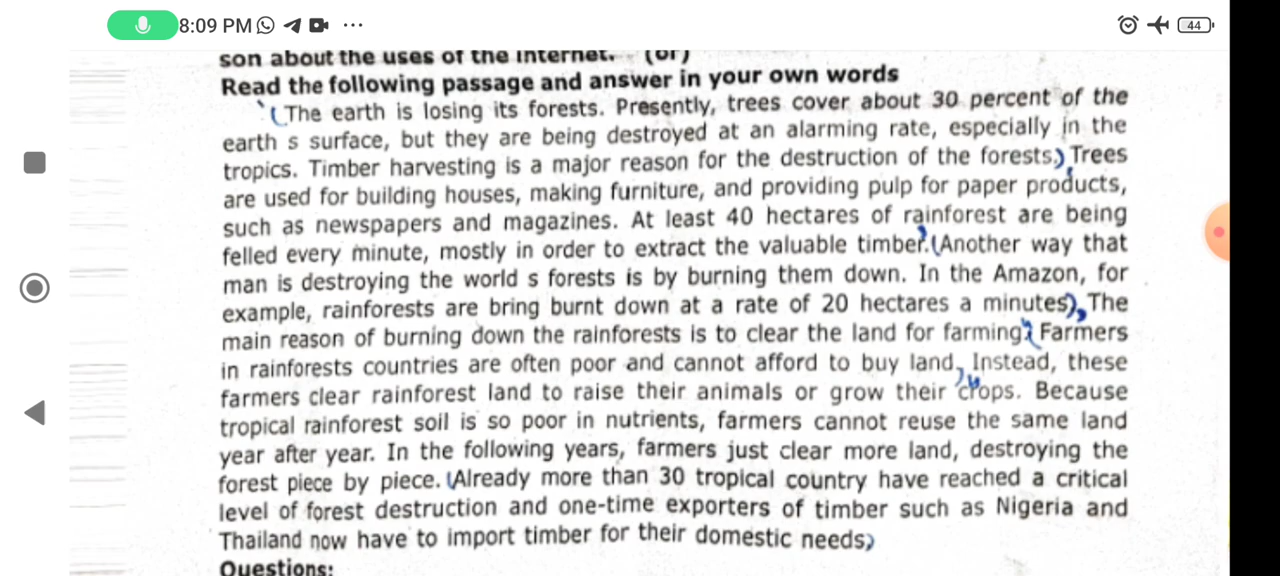 8:09 PM
44
son about the uses of the internet. (or)
Read the following passage and answer in your own words
The earth is losing its forests. Presently, trees cover about 30 percent of the
earth s surface, but they are being destroyed at an alarming rate, especially in the
tropics. Timber harvesting is a major reason for the destruction of the forests. Trees
are used for building houses, making furniture, and providing pulp for paper products,
such as newspapers and magazines. At least 40 hectares of rainforest are being
felled every minute, mostly in order to extract the valuable timber. Another way that
man is destroying the world s forests is by burning them down. In the Amazon, for
example, rainforests are bring burnt down at a rate of 20 hectares a minutes), The
main reason of burning down the rainforests is to clear the land for farming. Farmers
in rainforests countries are often poor and cannot afford to buy land, Instead, these
farmers clear rainforest land to raise their animals or grow their crops. Because
tropical rainforest soil is so poor in nutrients, farmers cannot reuse the same land
year after year. In the following years, farmers just clear more land, destroying the
forest piece by piece. (Already more than 30 tropical country have reached a critical
level of forest destruction and one-time exporters of timber such as Nigeria and
Thailand now have to import timber for their domestic needs)
Questions: